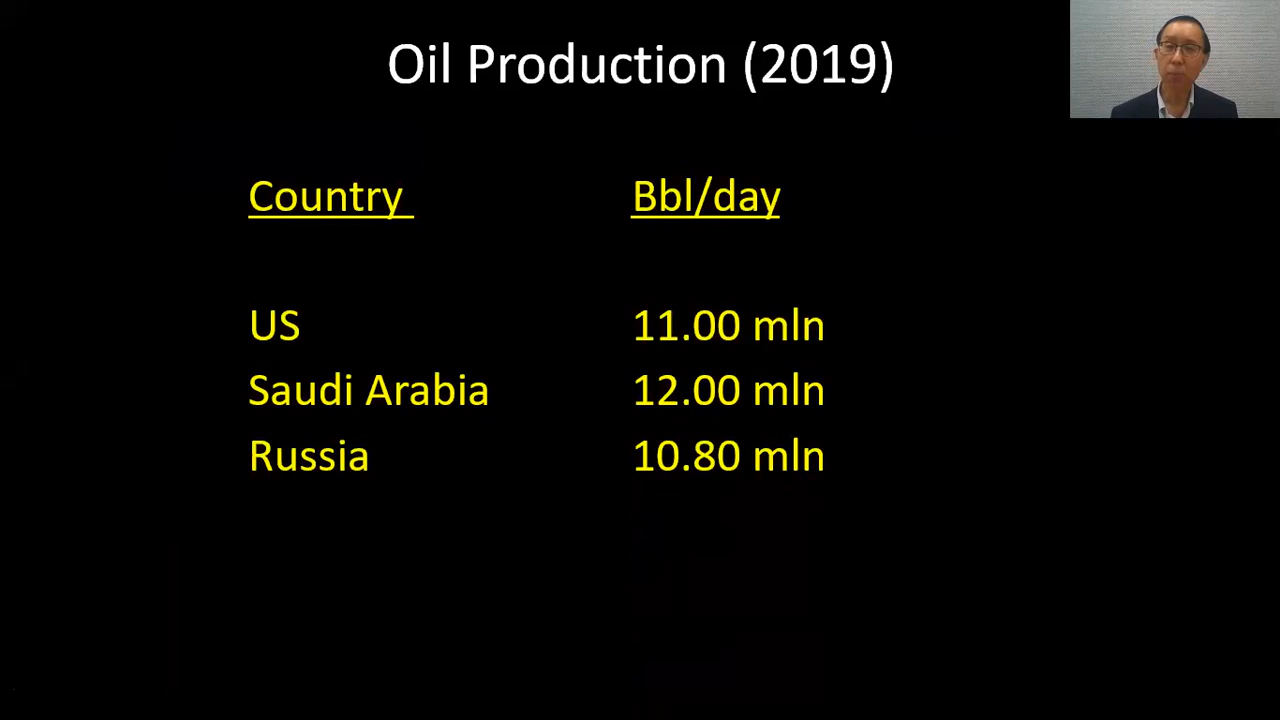 Oil Production (2019)
Country Bbl/day
US 11.00 mln
Saudi Arabia 12.00 mln
Russia 10.80 mln